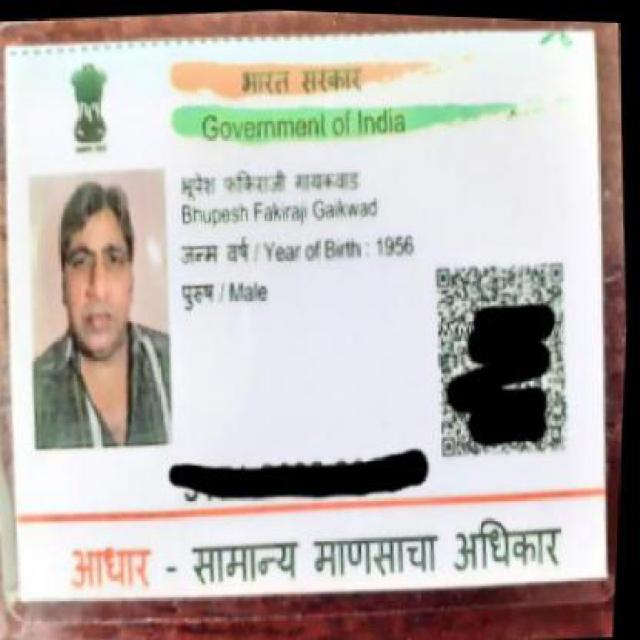 भारत सरकार
Government of India
भूपेश फकिराजी गायकवाड
Bhupesh Fakiraji Gaikwad
जन्म वर्ष / Year of Birth : 1956
पुरुष / Male
आधार - सामान्य माणसाचा अधिकार